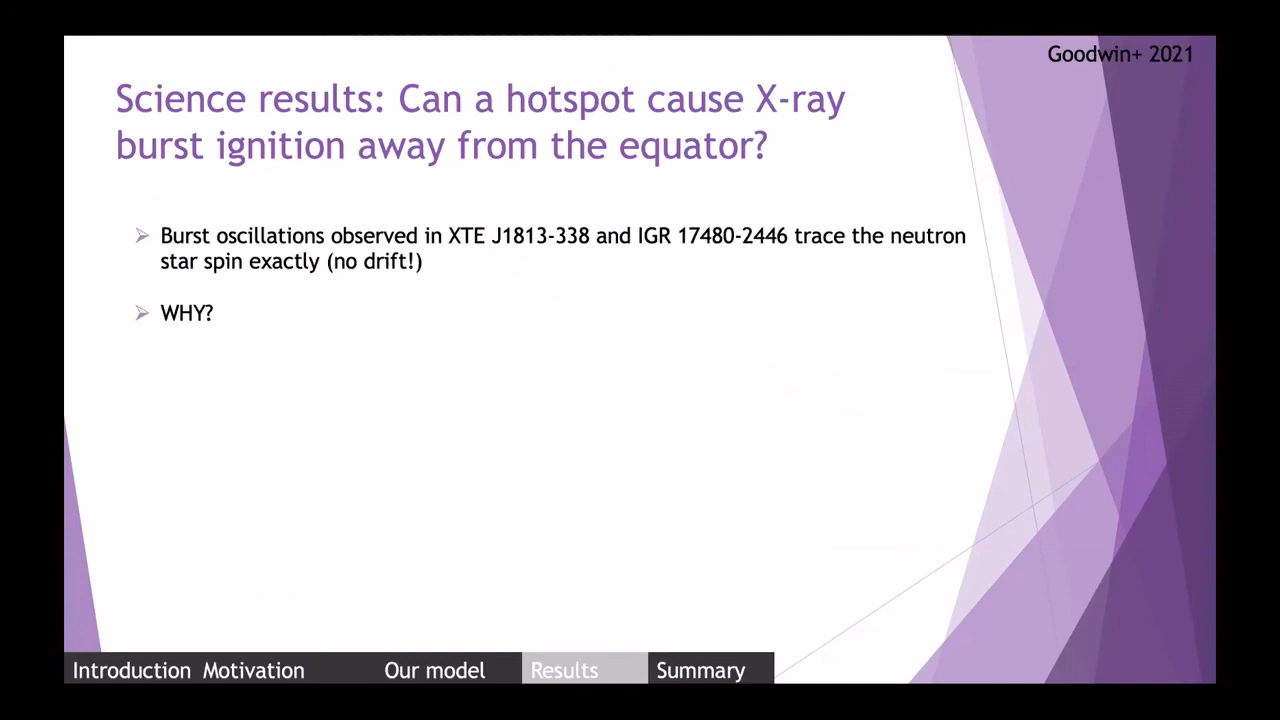 Goodwin+ 2021
Science results: Can a hotspot cause X-ray
burst ignition away from the equator?
Burst oscillations observed in XTE J1813-338 and IGR 17480-2446 trace the neutron
star spin exactly (no drift!)
WHY?
Introduction Motivation Our model Results Summary